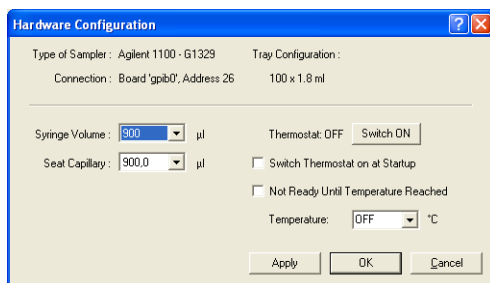 Hardware Configuration
Type of Sampler : Agilent 1100 - G1329
Tray Configuration :
Connection : Board 'gpib0', Address 26
100 x 1.8 ml
Syringe Volume : 900 µl
Thermostat: OFF Switch ON
Seat Capillary : 900,0 µl
Switch Thermostat on at Startup
Not Ready Until Temperature Reached
Temperature: OFF °C
Apply OK Cancel